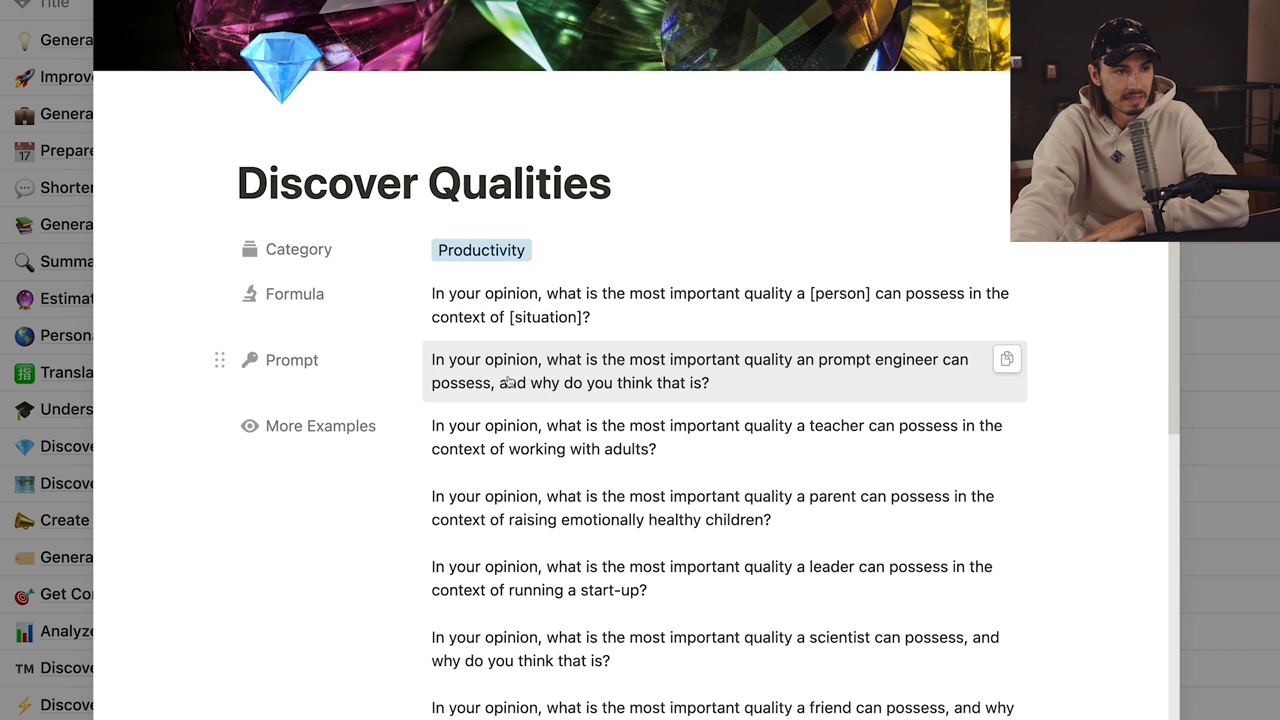 Title
Genera
Improve
Genera
Prepare
Shorter
Genera
Summa
Estimat
Persona
Transla
Unders
Discove
Discove
Create
Genera
Get Co
Analyze
TM Discove
Discove
17
指
Discover Qualities
Category
Productivity
Formula
In your opinion, what is the most important quality a [person] can possess in the
context of [situation]?
Prompt
In your opinion, what is the most important quality an prompt engineer can
possess, and why do you think that is?
More Examples
In your opinion, what is the most important quality a teacher can possess in the
context of working with adults?
In your opinion, what is the most important quality a parent can possess in the
context of raising emotionally healthy children?
In your opinion, what is the most important quality a leader can possess in the
context of running a start-up?
In your opinion, what is the most important quality a scientist can possess, and
why do you think that is?
In your opinion, what is the most important quality a friend can possess, and why